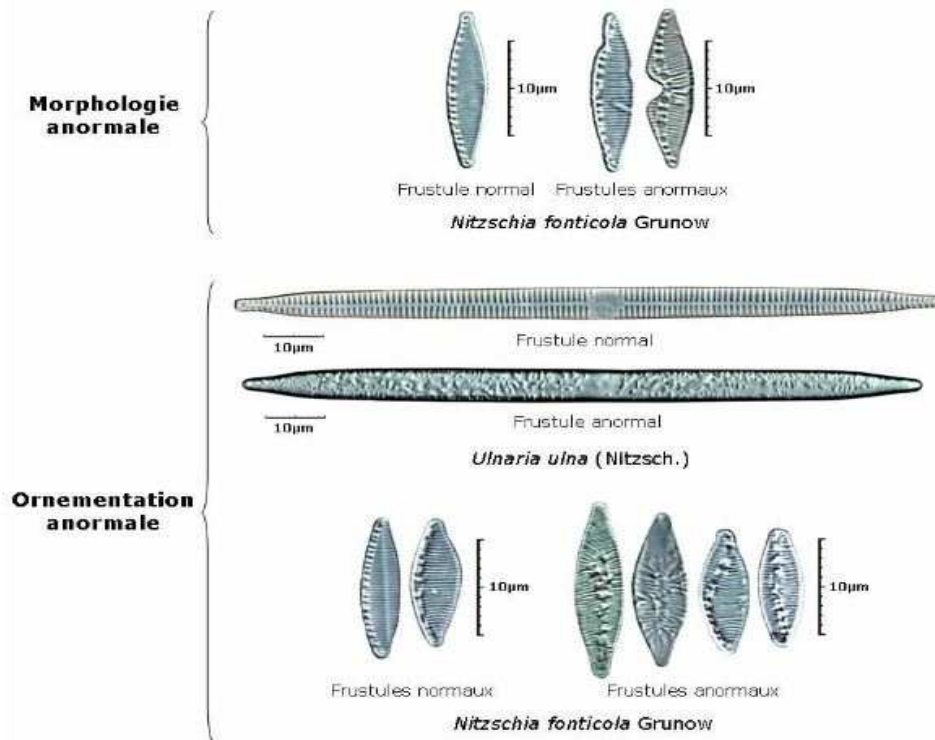 Morphologie
anormale
10µm
10µm
Frustule normal
Frustules anormaux
Nitzschia fonticola Grunow
10µm
Frustule normal
10µm
Frustule anormal
Ulnaria ulna (Nitzsch.)
Ornementation
anormale
10µm
10µm
Frustules normaux
Frustules anormaux
Nitzschia fonticola Grunow